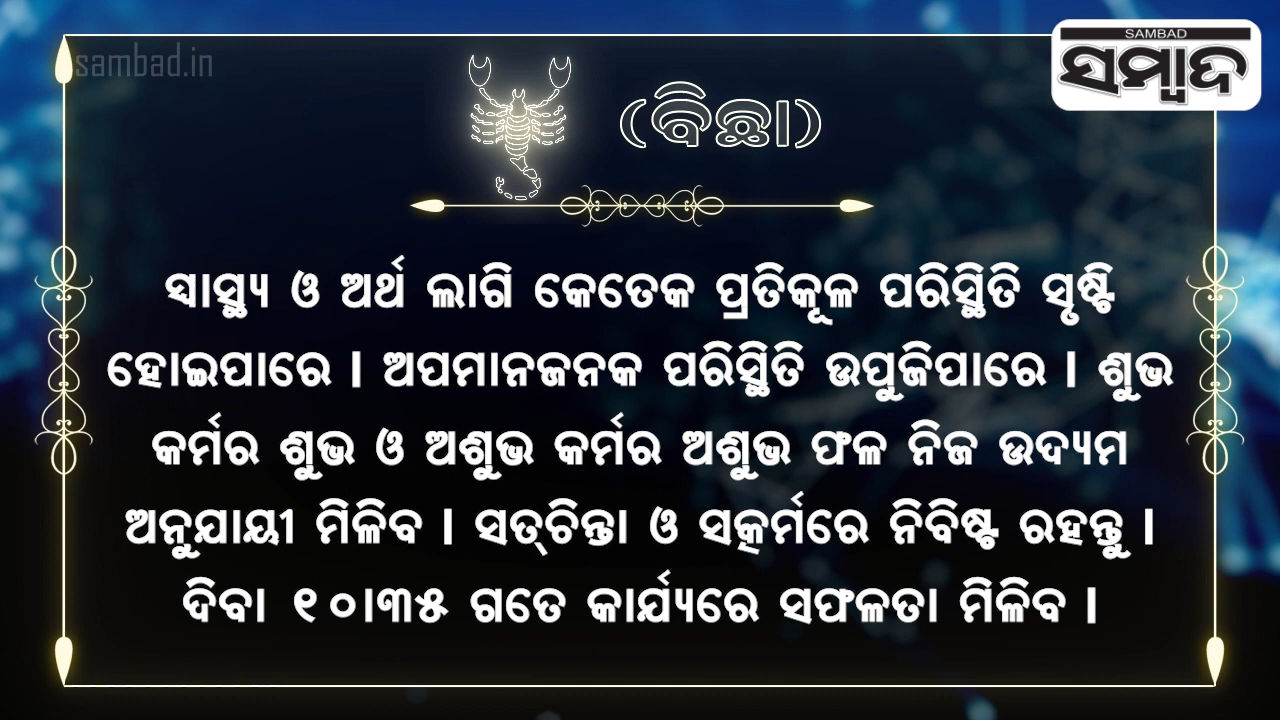 sambad.in
SAMBAD
ସମ୍ବାଦ
(ବିଛା)
ସ୍ୱାସ୍ଥ୍ୟ ଓ ଅର୍ଥ ଲାଗି କେତେକ ପ୍ରତିକୂଳ ପରିସ୍ଥିତି ସୃଷ୍ଟି
ହୋଇପାରେ । ଅପମାନଜନକ ପରିସ୍ଥିତି ଉପୁଜିପାରେ । ଶୁଭ
କର୍ମର ଶୁଭ ଓ ଅଶୁଭ କର୍ମର ଅଶୁଭ ଫଳ ନିଜ ଉଦ୍ୟମ
ଅନୁଯାୟୀ ମିଳିବ । ସତ୍‌ଚିନ୍ତା ଓ ସତ୍କର୍ମରେ ନିବିଷ୍ଟ ରହନ୍ତୁ ।
ଦିବା ୧୦।୩୫ ଗତେ କାର୍ଯ୍ୟରେ ସଫଳତା ମିଳିବ ।